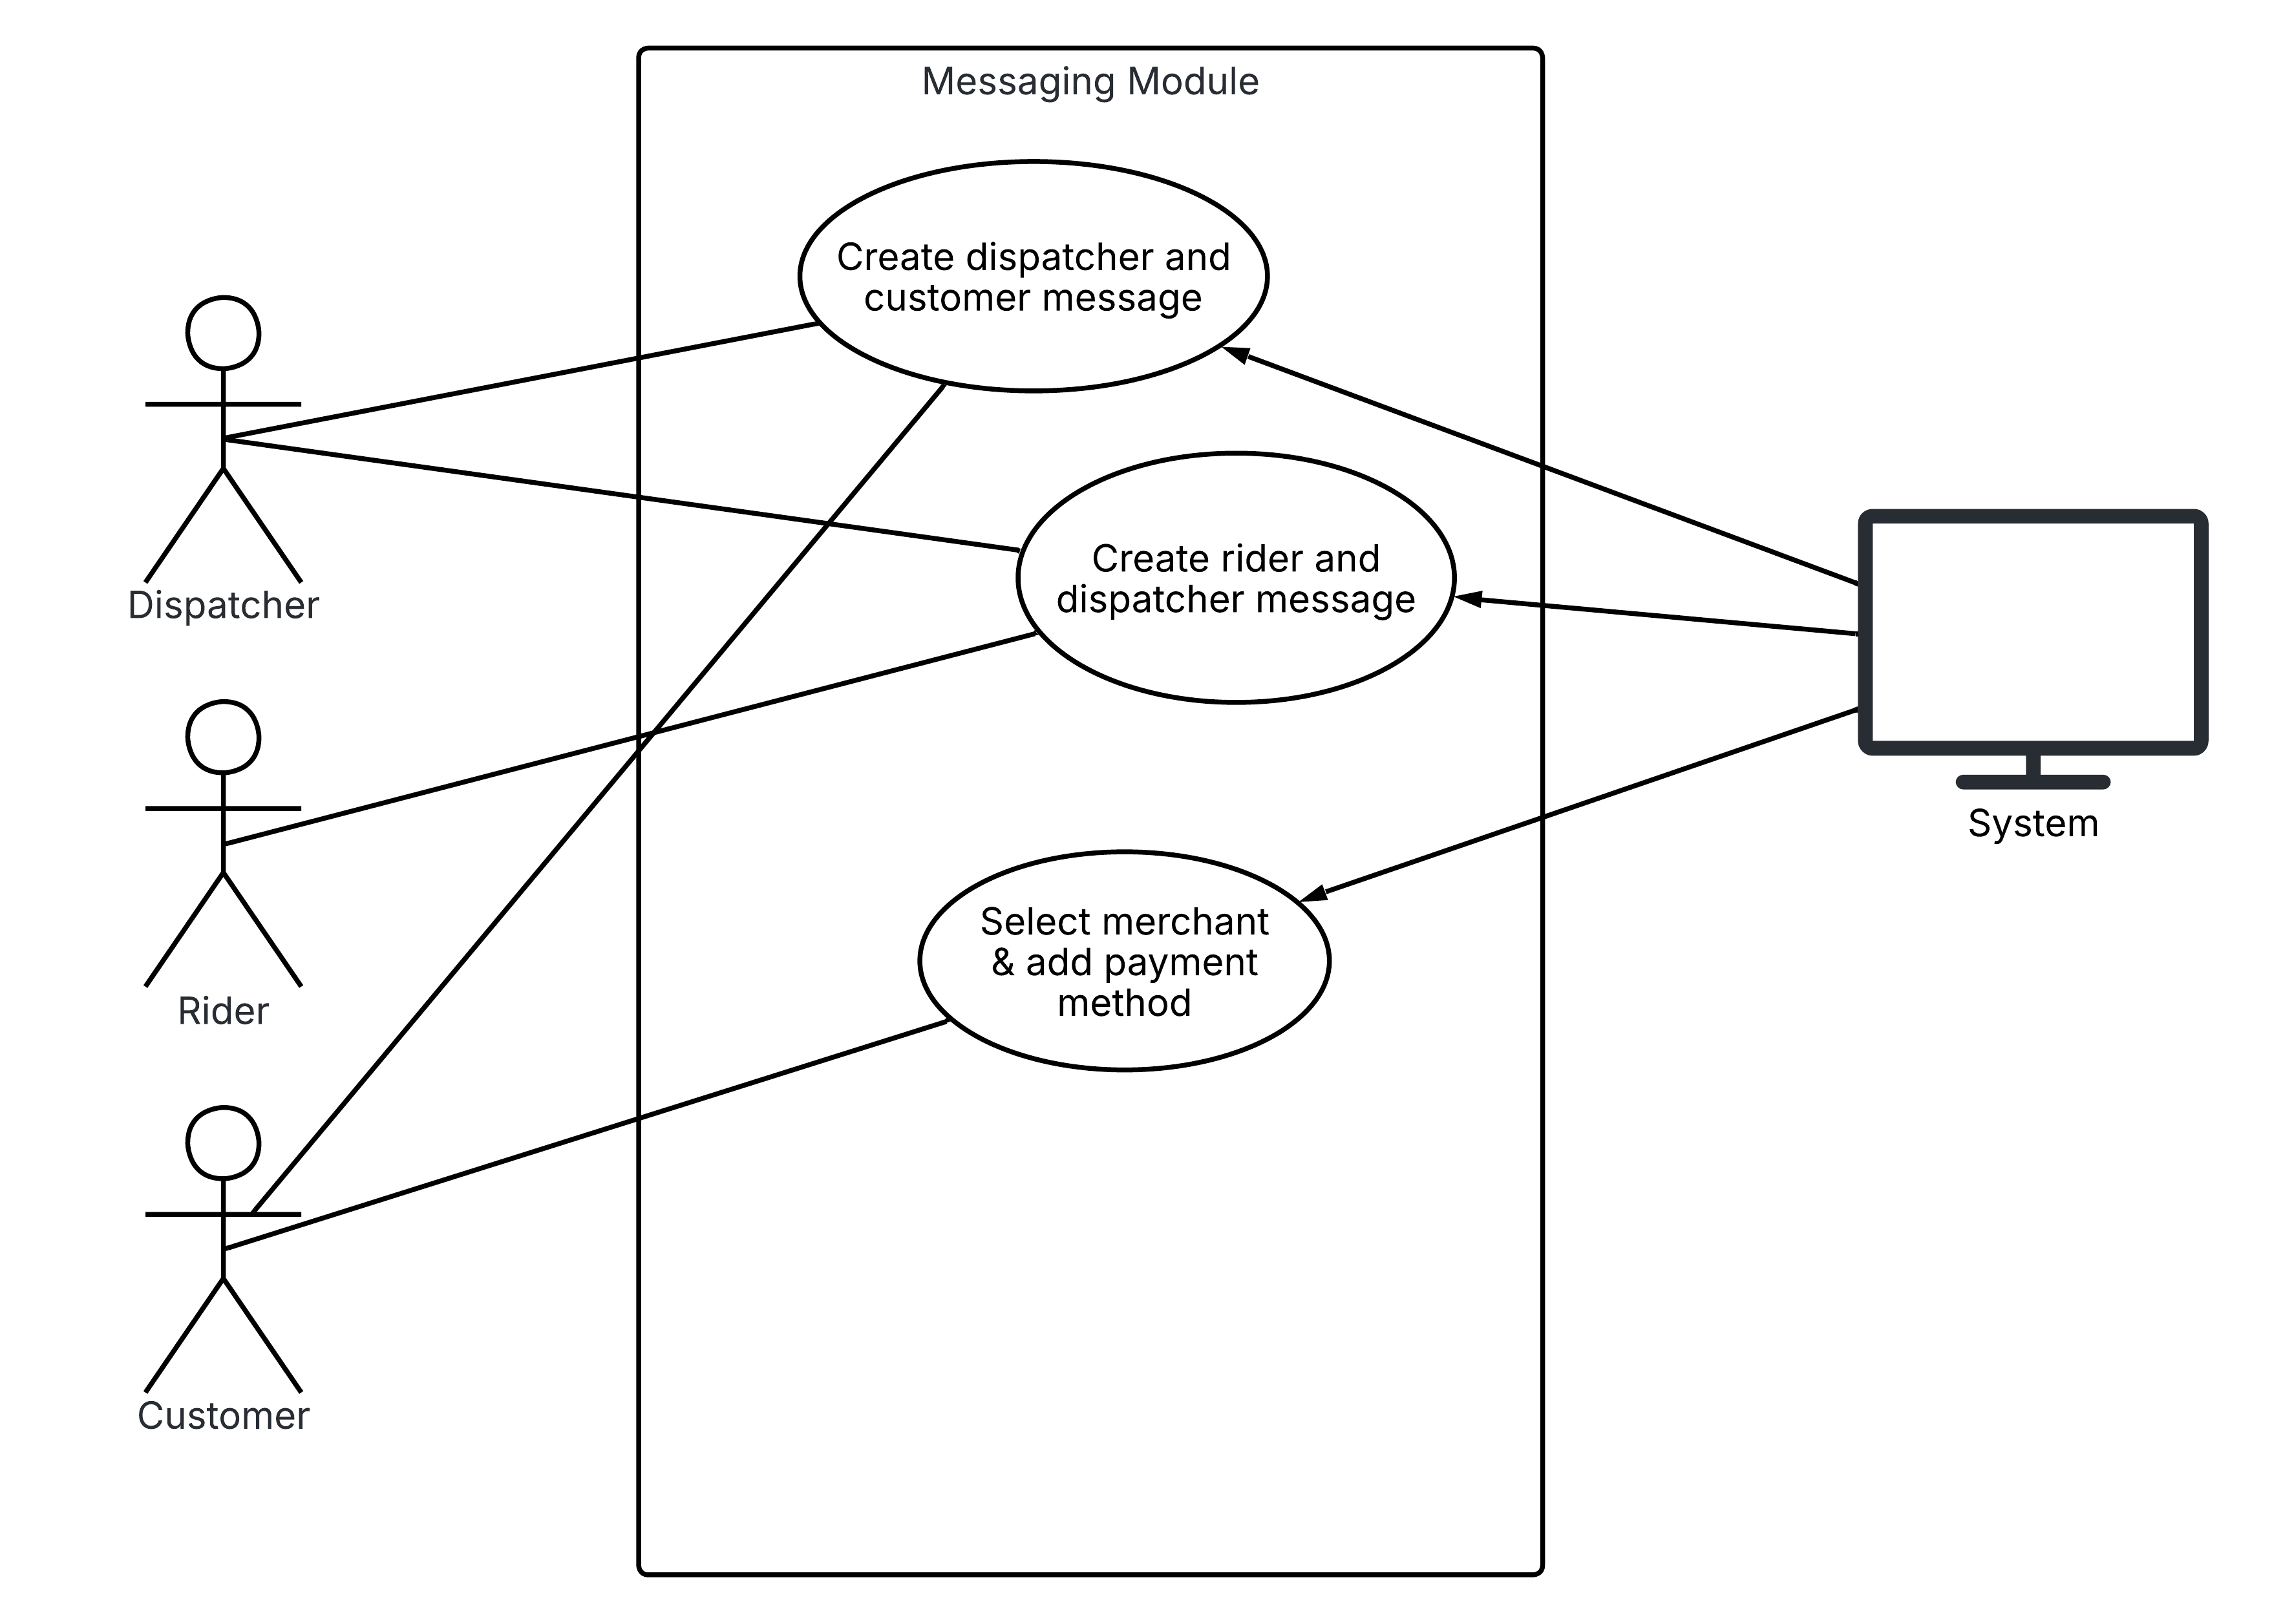 Messaging Module
Create dispatcher and
customer message
Create rider and
dispatcher message
Select merchant
& add payment
method
Dispatcher
Rider
Customer
System